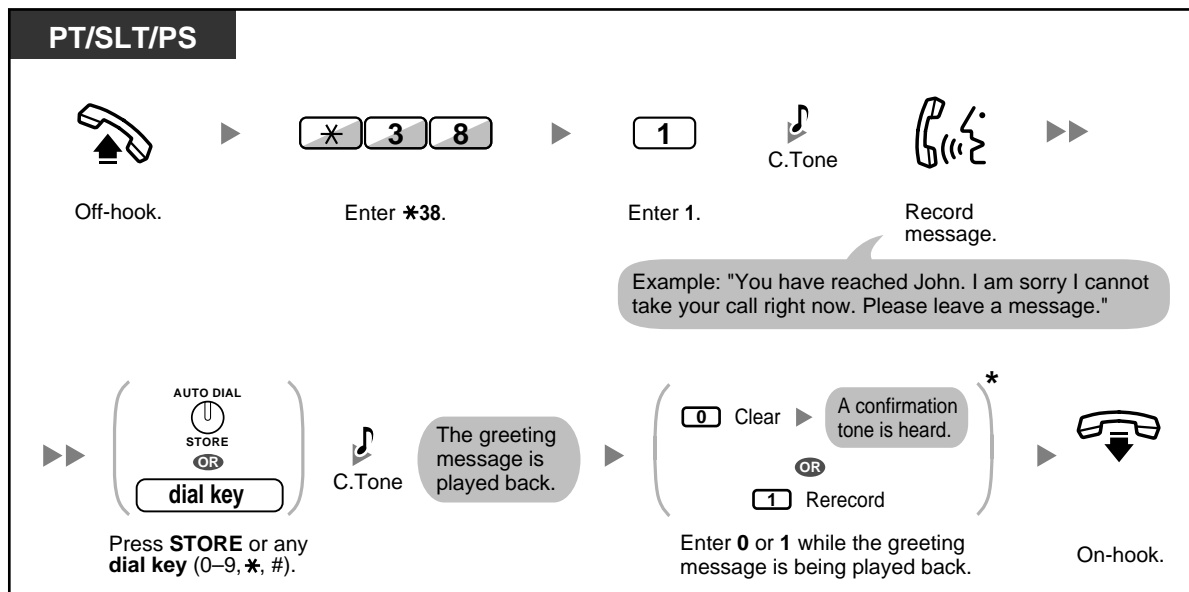 PT/SLT/PS
* 3 8
1
C.Tone
Off-hook.
Enter *38.
Enter 1.
Record
message.
Example: "You have reached John. I am sorry I cannot
take your call right now. Please leave a message."
AUTO DIAL
STORE
OR
dial key
Press STORE or any
dial key (0–9, *, #).
C.Tone
The greeting
message is
played back.
*
0 Clear
A confirmation
tone is heard.
OR
1 Rerecord
Enter 0 or 1 while the greeting
message is being played back.
On-hook.